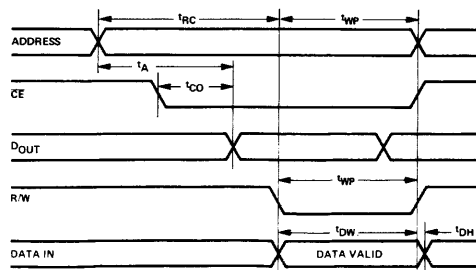 tRC tWP
ADDRESS
tA
tCO
CE
DOUT
tWP
R/W
tDW tDH
DATA IN DATA VALID